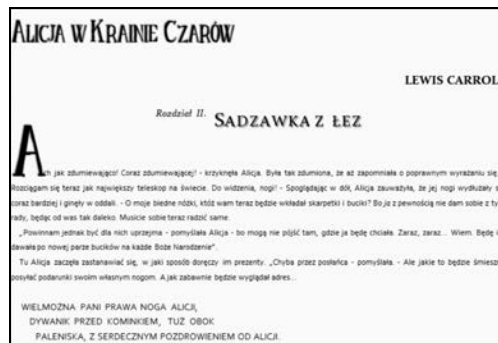 ALICJA W KRAINIE CZARÓW
LEWIS CARROL
Rozdział II. SADZAWKA Z ŁEZ
Ach jak zdumiewająco! Coraz zdumiewającej! - krzyknęła Alicja. Była tak zdumiona, że aż zapomniała o poprawnym wyrażaniu się
Rozciągam się teraz jak największy teleskop na świecie. Do widzenia, nogi! - Spoglądając w dół, Alicja zauważyła, że jej nogi wydłużały s
coraz bardziej i ginęły w oddali. - O moje biedne nóżki, któż wam teraz będzie wkładał skarpetki i buciki? Bo ja z pewnością nie dam sobie z ty
rady, będąc od was tak daleko. Musicie sobie teraz radzić same.
„Powinnam jednak być dla nich uprzejma - pomyślała Alicja - bo mogą nie pójść tam, gdzie ja będę chciała. Zaraz, zaraz... Wiem. Będę i
dawała po nowej parze bucików na każde Boże Narodzenie".
Tu Alicja zaczęła zastanawiać się, w jaki sposób doręczy im prezenty. „Chyba przez posłańca - pomyślała. - Ale jakie to będzie śmiesz
posyłać podarunki swoim własnym nogom. A jak zabawnie będzie wyglądał adres...
WIELMOŻNA PANI PRAWA NOGA ALICJI,
DYWANIK PRZED KOMINKIEM, TUŻ OBOK
PALENISKA, Z SERDECZNYM POZDROWIENIEM OD ALICJI.